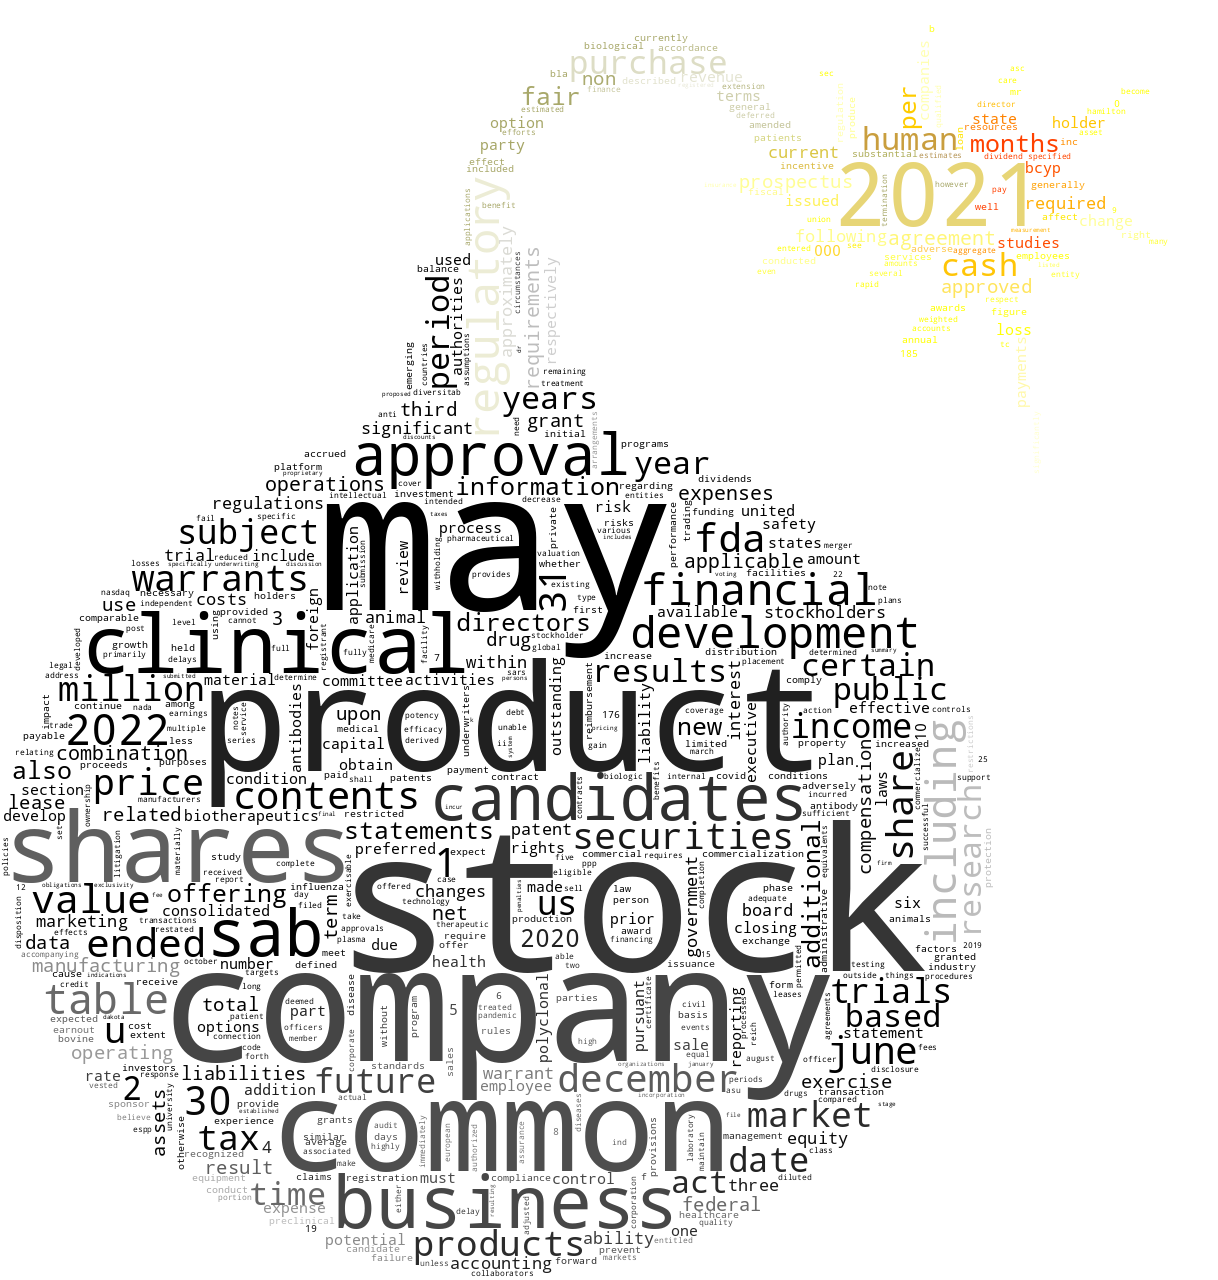 currently
biological
accordance
purchase
bla
non
described
revenue
extension
finance
fair
terms
estimated
general
deferred
option
efforts
amended
party
patients
effect
included
current
substantial
estimates
incentive
human
per
state
resources
director
holder
months
inc
dividend specified
bcyp
2021
however
pay
well
generally
required
termination
prospectus
issued
affect
change
following
agreement
000
adverse
aggregate
studies
services
employees
cash
approved
awards
weighted
accounts
annual
figure
loss
payments
regulatory
applications
benefit
approximately
requirements
respectively
circumstances
used
balance
period
authorities
assumptions
countries
emerging
proposed
diversitab
remaining
treatment
years
anti
third
grant
need
initial
significant
discounts
arrangements
accrued
approval
programs
year
platform
proprietary
dividends
operations
information
regarding
entities
expenses
regulations
intellectual
cover
investment
intended
decrease
risk
funding
united
trading
performance
fail
specific
may
taxes
process
private
risks
various
includes
safety
subject
pharmaceutical
fda
states
merger
trial
reduced
include
application
submission
review
withholding
valuation
whether
applicable
amount
losses
specifically
underwriting
discussion
provides
existing
voting
facilities
22
note
warrants
31
type
financial
plans
nasdaq
necessary
holders
use
independent
costs
first
available
stockholders
comparable
provided
cannot
3
foreign
animal
directors
drug
stockholder
development
clinical
post
level
using
full
fully
registrant
medicare
facility
7
global
growth
primarily
held
delays
developed
within
results
increase
distribution
determined
summary
placement
legal
address
submitted
determine
sars
persons
certain
million
material
committee
activities
comply
public
continue
nada
among
earnings
notes
service
antibodies
product
outstanding
reimbursement
interest
effective
controls
impact
trade
2022
multiple
upon
potency
efficacy
derived
debt
unable
176
pricing
coverage
new
action
authority
income
10
payable
less
series
medical
underwriters
ii
system
liability
limited
march
executive
property
increased
relating
combination
capital
gain
plan
laws
proceeds
purposes
obtain
also
condition
paid
shall
patents
payment
contract
biologic
internal
covid
conditions
25
section
price
contents
candidates
contracts
benefits
adversely
incurred
compensation
share
commercialize
support
lease
manufacturers
incur
antibody
develop
ownership
related
biotherapeutics
final
restricted
sufficient
successful
including
research
restrictions
protection
shares
set
litigation
materially
statements
patent
securities
equivalents
firm
policies
study
complete
preferred
1
expect
rights
five
ppp
commercial
requires
commercialization
received
report
case
eligible
12
obligations
exclusivity
fee
influenza
day
exercisable
offered
technology
changes
stock
penalties
made
sell
law
person
government
completion
phase
adequate
additional
administrative
value
offering
term
net
us
prior
board
six
disposition
marketing
transactions
consolidated
filed
take
therapeutic
production
award
closing
animals
effects
restated
approvals
require
2020
financing
exchange
permitted
data
ended
sab
plasma
due
offer
able
factors
2019
accompanying
meet
15
granted
manufacturing
october
number
defined
health
two
issuance
testing
industry
cause
indications
targets
outside
things
procedures
credit
receive
long
disease
polyclonal
form
leases
table
company
deemed
6
parties
pursuant
certificate
civil
reporting
processes
trials
total
patient
part
5
treated
pandemic
basis
agreements
expected
dakota
u
cost
extent
options
officers
without
program
rules
events
reich
based
earnout
bovine
connection
member
high
sale
statement
operating
code
forth
corporate
sales
equal
august
june
fees
investors
standards
organizations
january
officer
disclosure
rate
response
liabilities
warrant
december
periods
vested
2
future
employee
incorporation
asu
exercise
transaction
sponsor
assets
university
30
addition
actual
drugs
compared
provide
established
common
diseases
file
stage
believe
experience
grants
market
espp
otherwise
tax
4
similar
average
associated
audit
days
highly
immediately
european
authorized
assurance
8
ind
provisions
laboratory
maintain
management
equity
class
recognized
make
result
date
equipment
claims
registration
must
compliance
control
f
act
three
diluted
conduct
portion
time
either
business
resulting
corporation
federal
expense
adjusted
healthcare
preclinical
delay
quality
19
one
potential
products
ability
entitled
candidate
prevent
failure
unless
accounting
forward
markets
collaborators